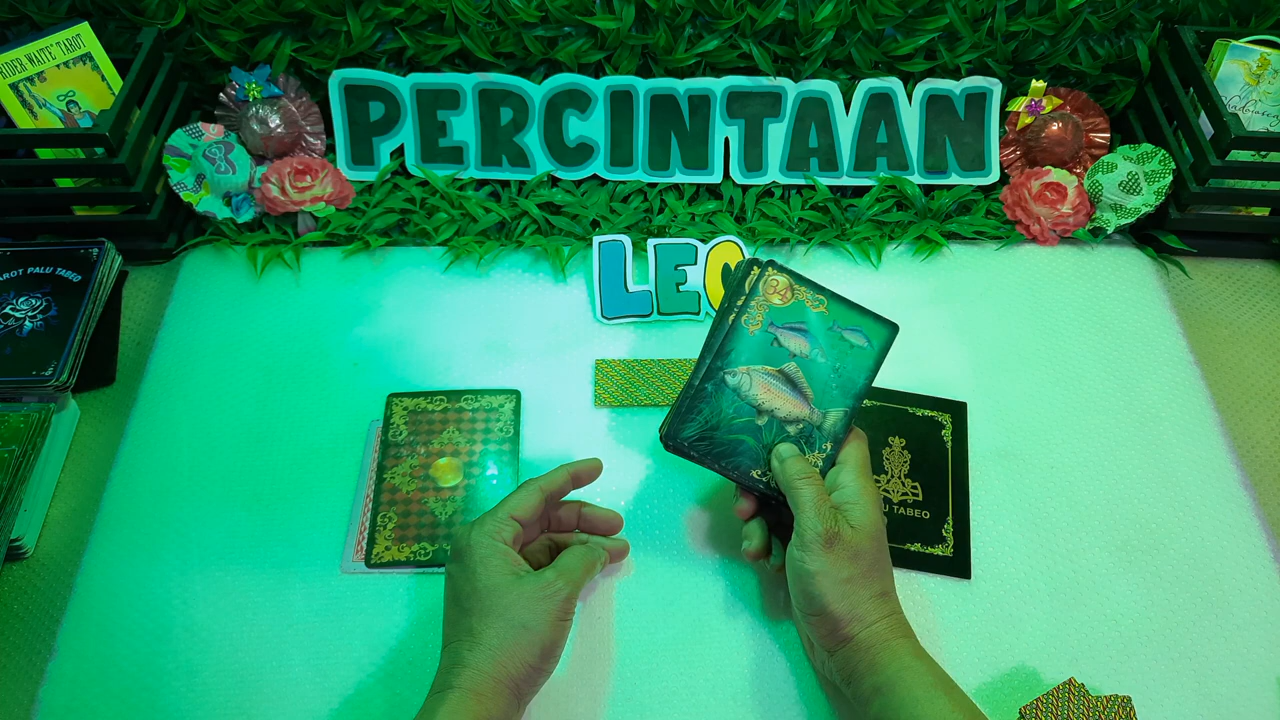 RIDER-WAITE® TAROT
PERCINTAAN
LEO
34
TAROT PALU TABEO
PALU TABEO